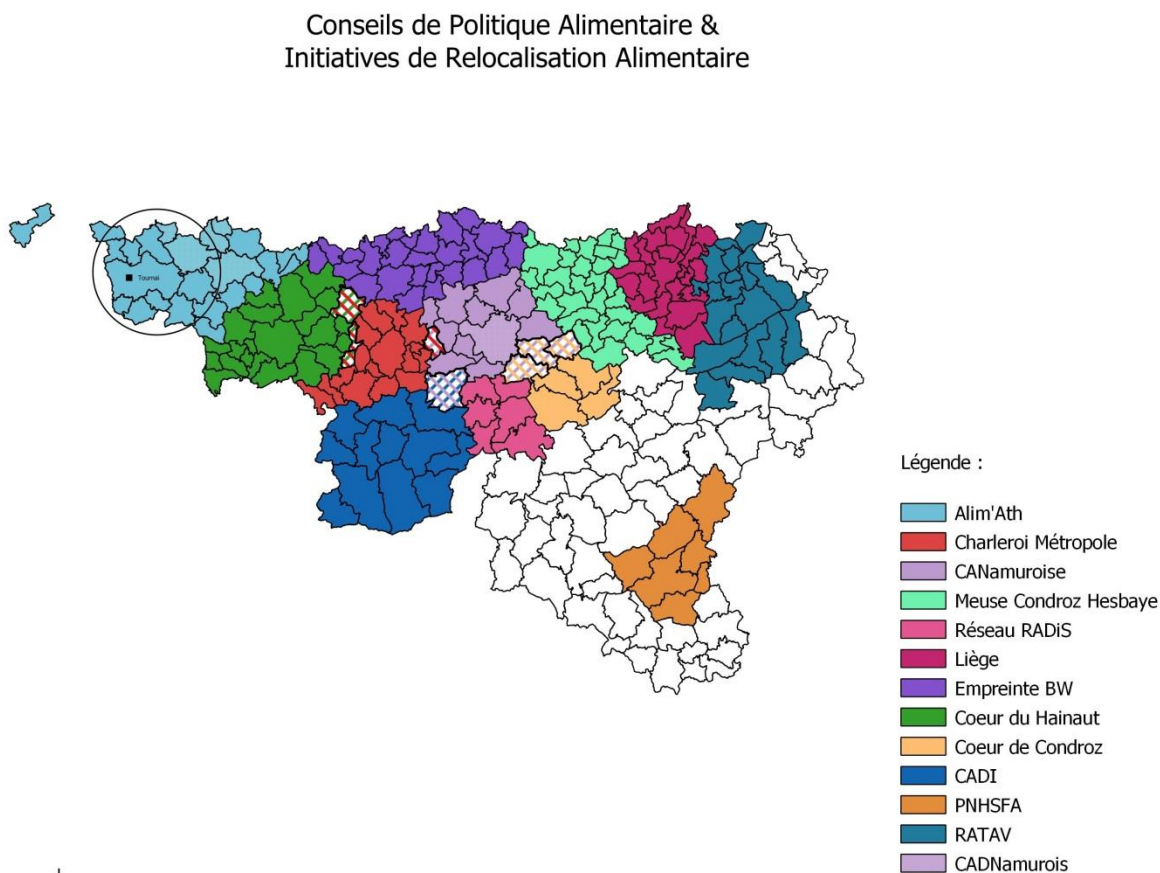 Conseils de Politique Alimentaire &
Initiatives de Relocalisation Alimentaire
Tournai
Légende :
Alim'Ath
Charleroi Métropole
CANamuroise
Meuse Condroz Hesbaye
Réseau RADiS
Liège
Empreinte BW
Coeur du Hainaut
Coeur de Condroz
CADI
PNHSFA
RATAV
CADNamurois